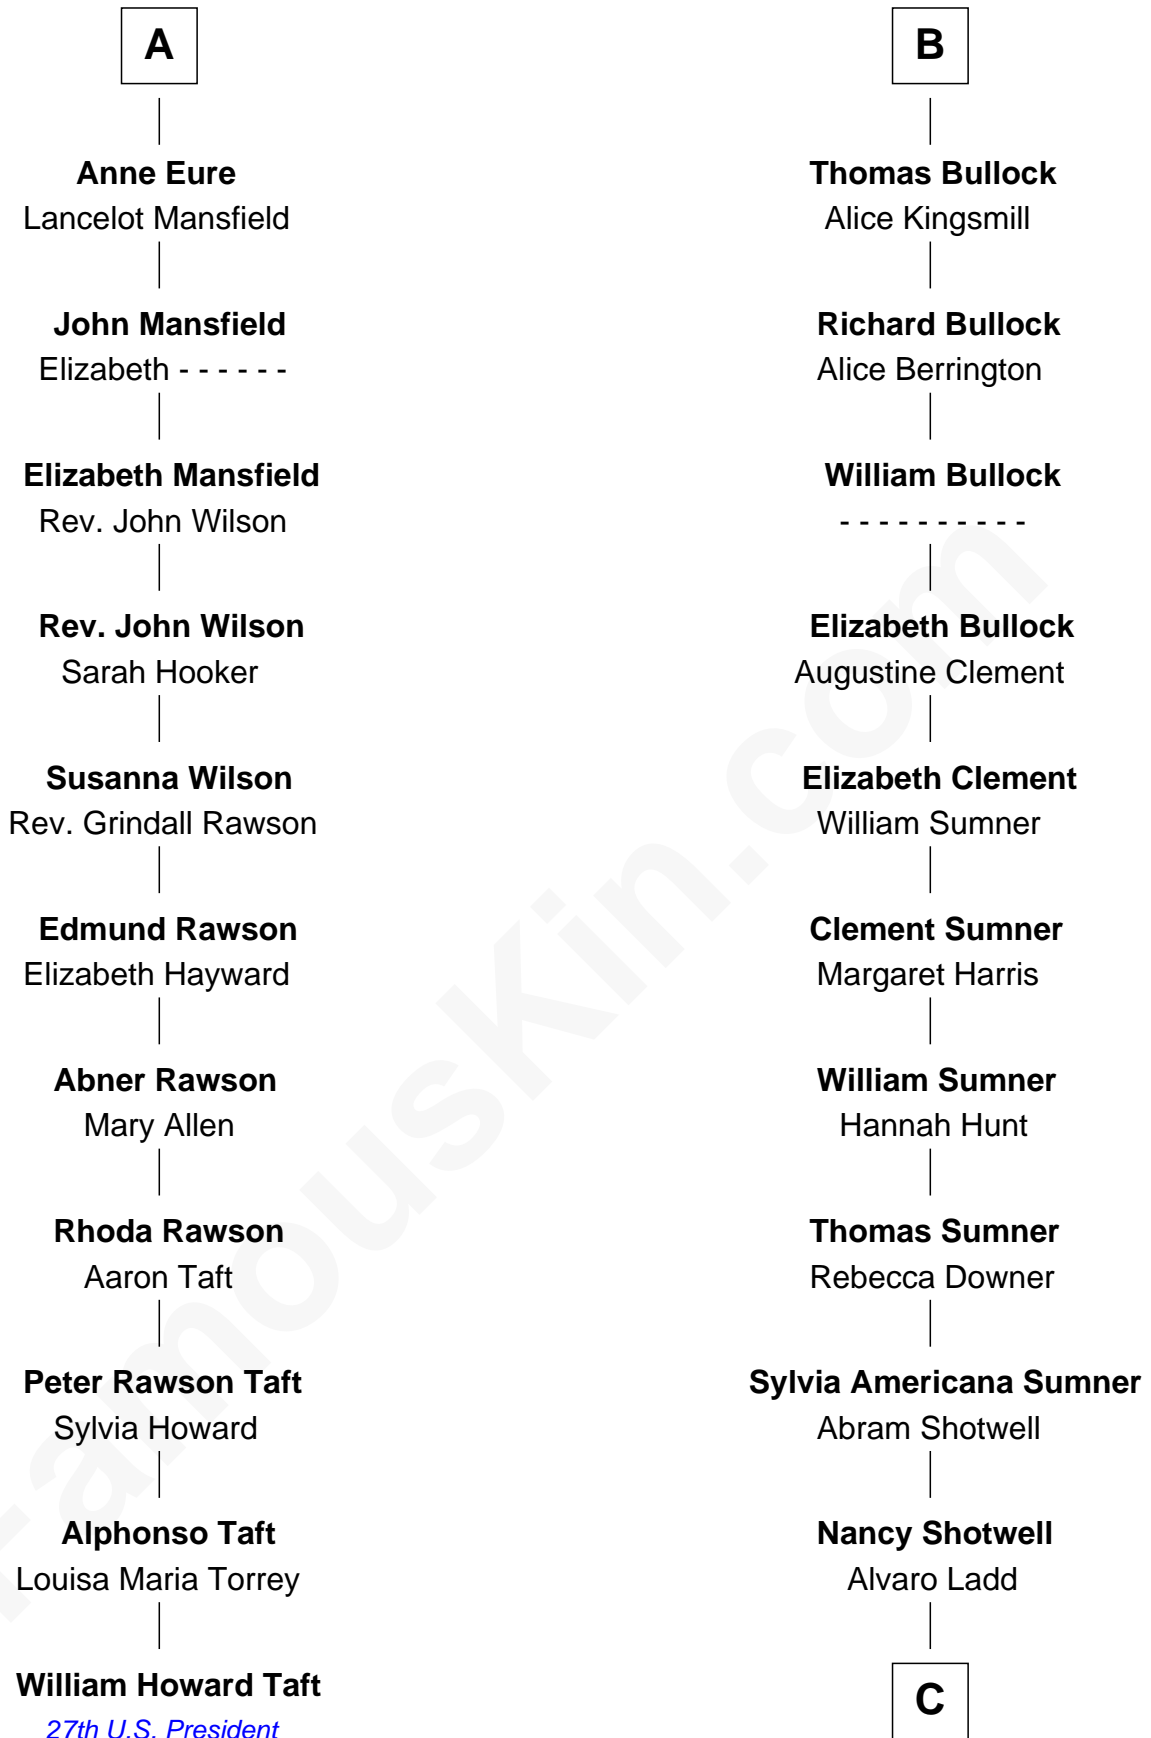 A
Anne Eure
Lancelot Mansfield
John Mansfield
Elizabeth - - - - - -
Elizabeth Mansfield
Rev. John Wilson
Rev. John Wilson
Sarah Hooker
Susanna Wilson
Rev. Grindall Rawson
Edmund Rawson
Elizabeth Hayward
Abner Rawson
Mary Allen
Rhoda Rawson
Aaron Taft
Peter Rawson Taft
Sylvia Howard
Alphonso Taft
Louisa Maria Torrey
William Howard Taft
27th U.S. President
B
Thomas Bullock
Alice Kingsmill
Richard Bullock
Alice Berrington
William Bullock
- - - - - - - - - -
Elizabeth Bullock
Augustine Clement
Elizabeth Clement
William Sumner
Clement Sumner
Margaret Harris
William Sumner
Hannah Hunt
Thomas Sumner
Rebecca Downer
Sylvia Americana Sumner
Abram Shotwell
Nancy Shotwell
Alvaro Ladd
C
FamousKin.com